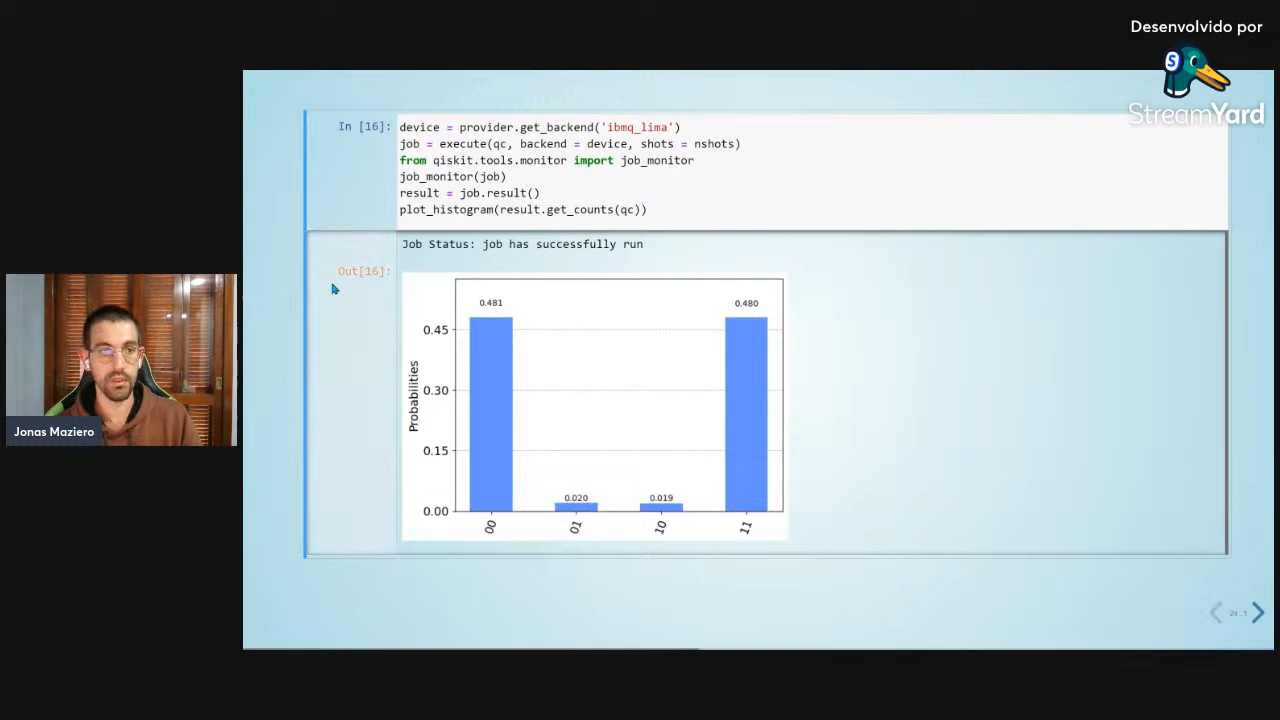 Desenvolvido por
S
StreamYard
In [16]:
device = provider.get_backend('ibmq_lima')
job = execute(qc, backend = device, shots = nshots)
from qiskit.tools.monitor import job_monitor
job_monitor(job)
result = job.result()
plot_histogram(result.get_counts(qc))
Job Status: job has successfully run
Out[16]:
0.481
0.480
0.45
0.30
0.15
0.00
Probabilities
0.020
0.019
00
01
10
11
Jonas Maziero